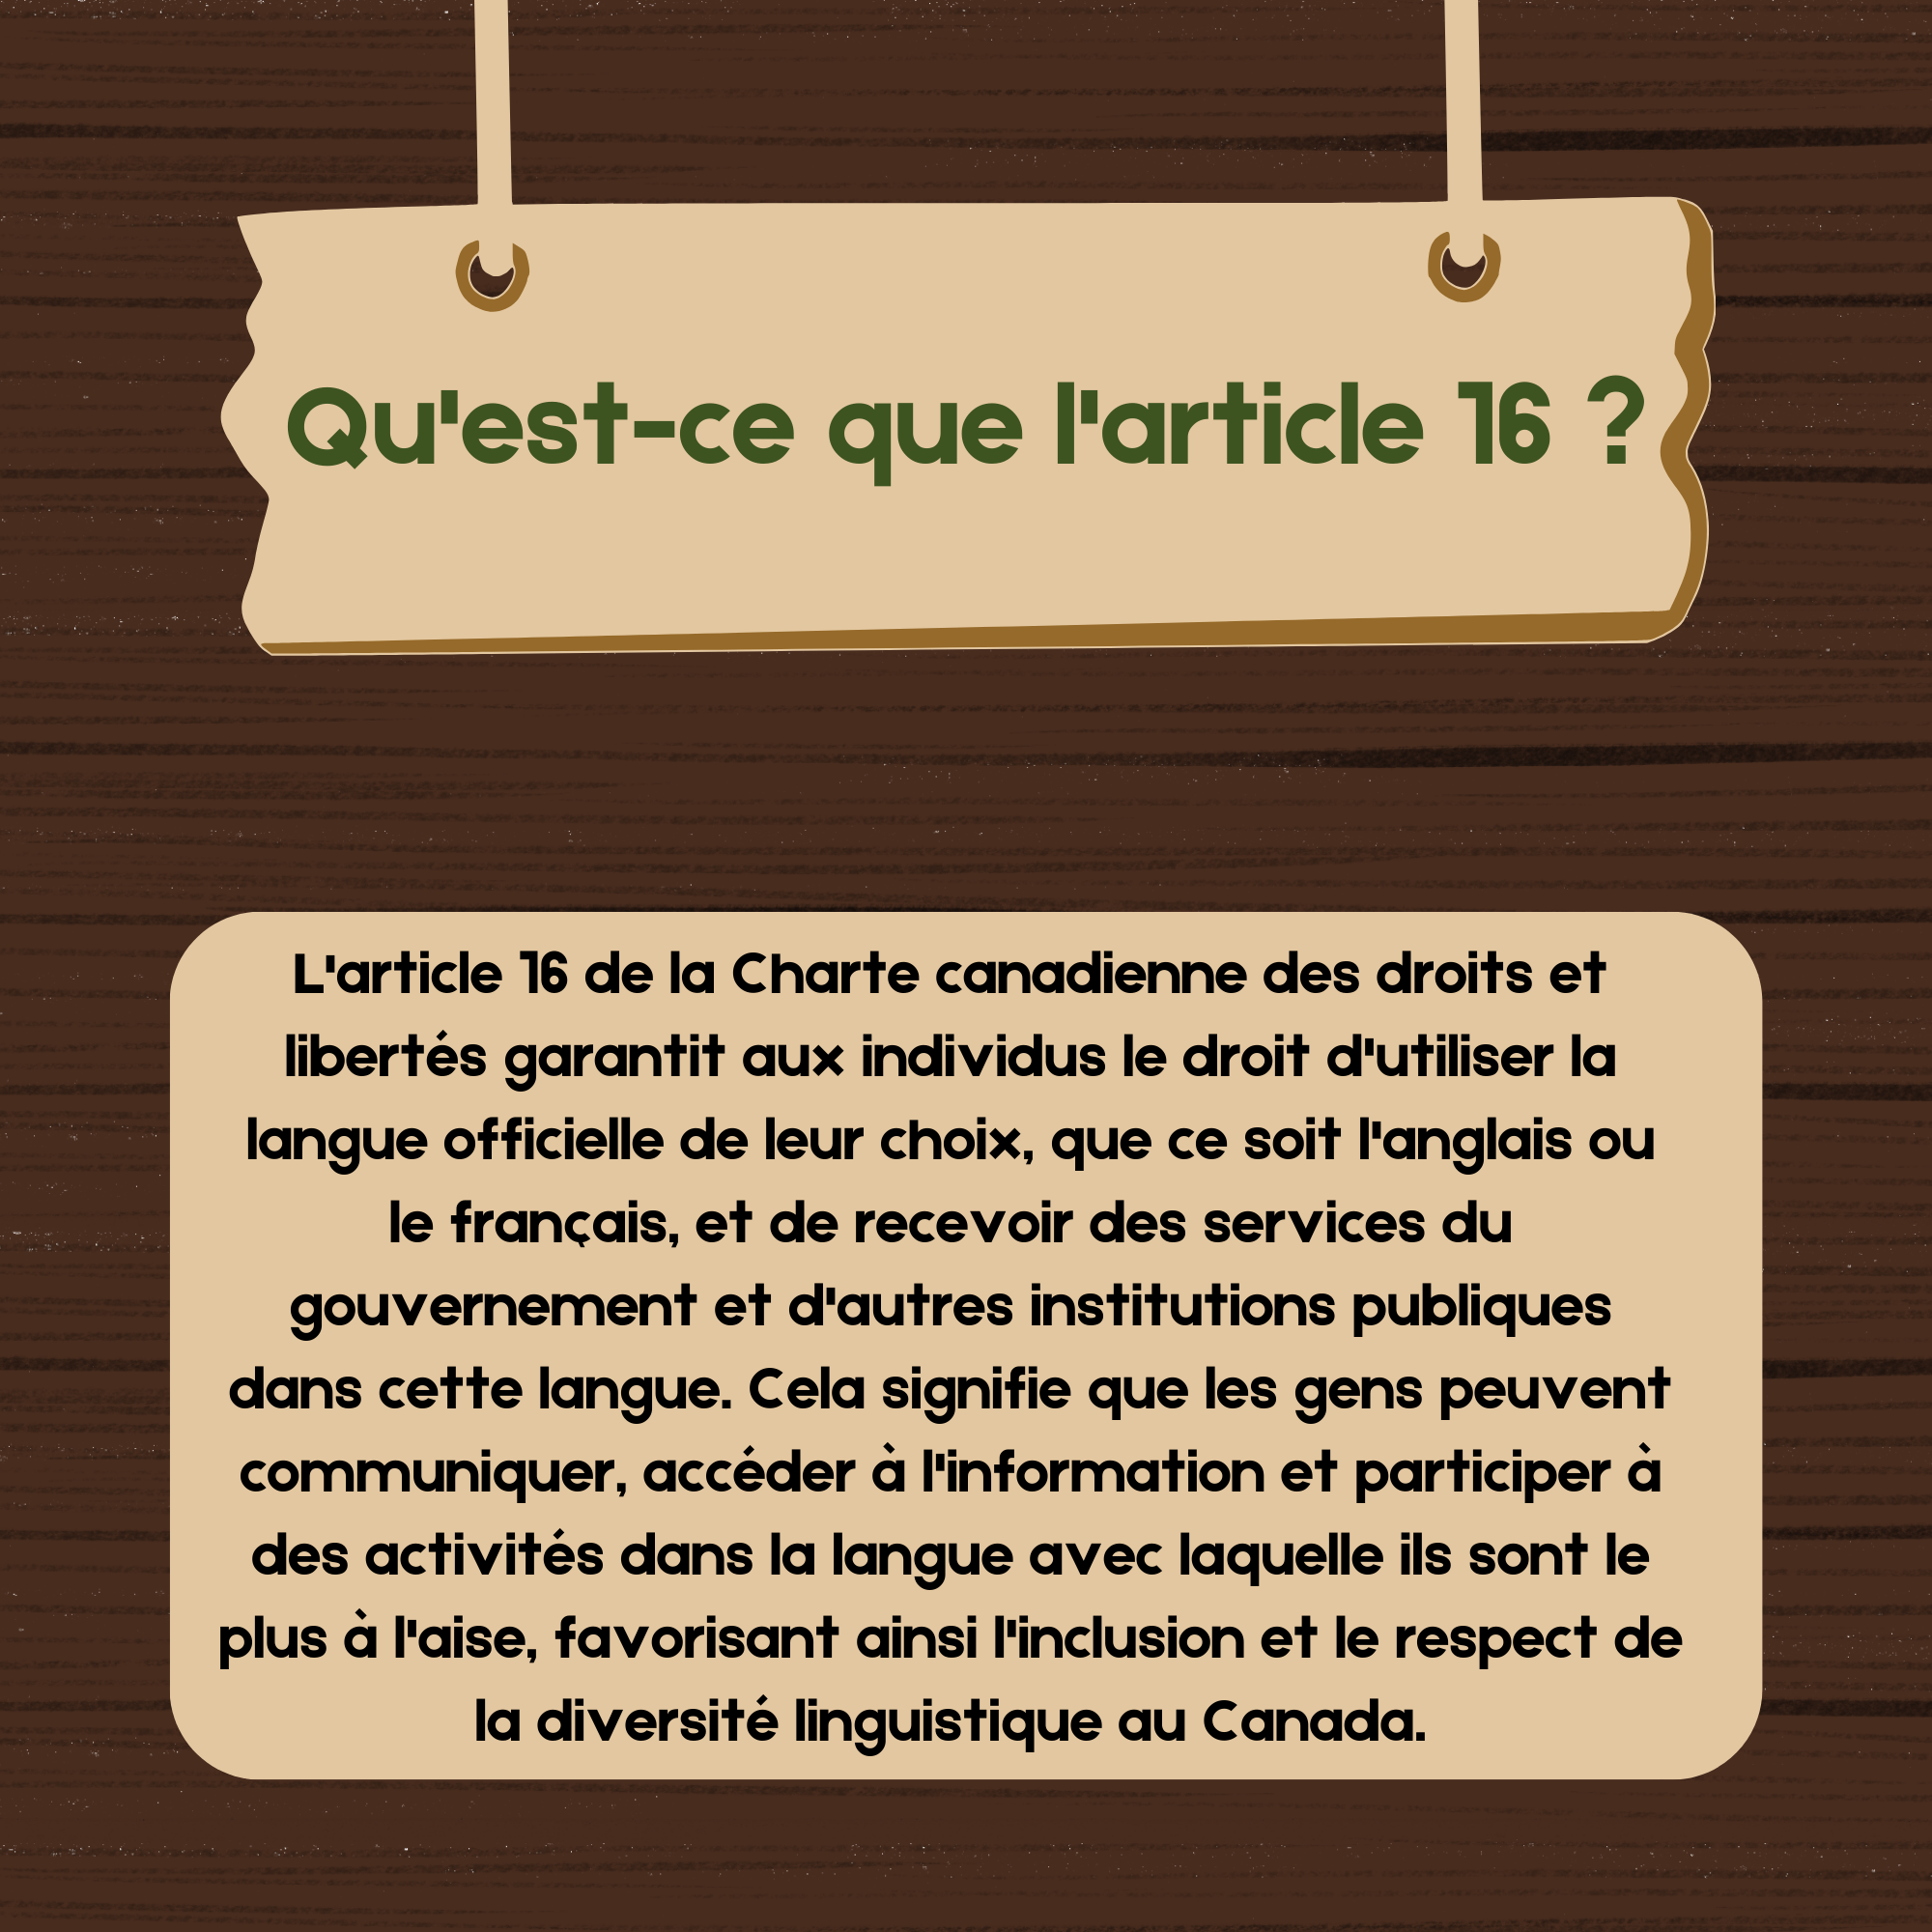 Qu'est-ce que l'article 16 ?
L'article 16 de la Charte canadienne des droits et
libertés garantit aux individus le droit d'utiliser la
langue officielle de leur choix, que ce soit l'anglais ou
le français, et de recevoir des services du
gouvernement et d'autres institutions publiques
dans cette langue. Cela signifie que les gens peuvent
communiquer, accéder à l'information et participer à
des activités dans la langue avec laquelle ils sont le
plus à l'aise, favorisant ainsi l'inclusion et le respect de
la diversité linguistique au Canada.